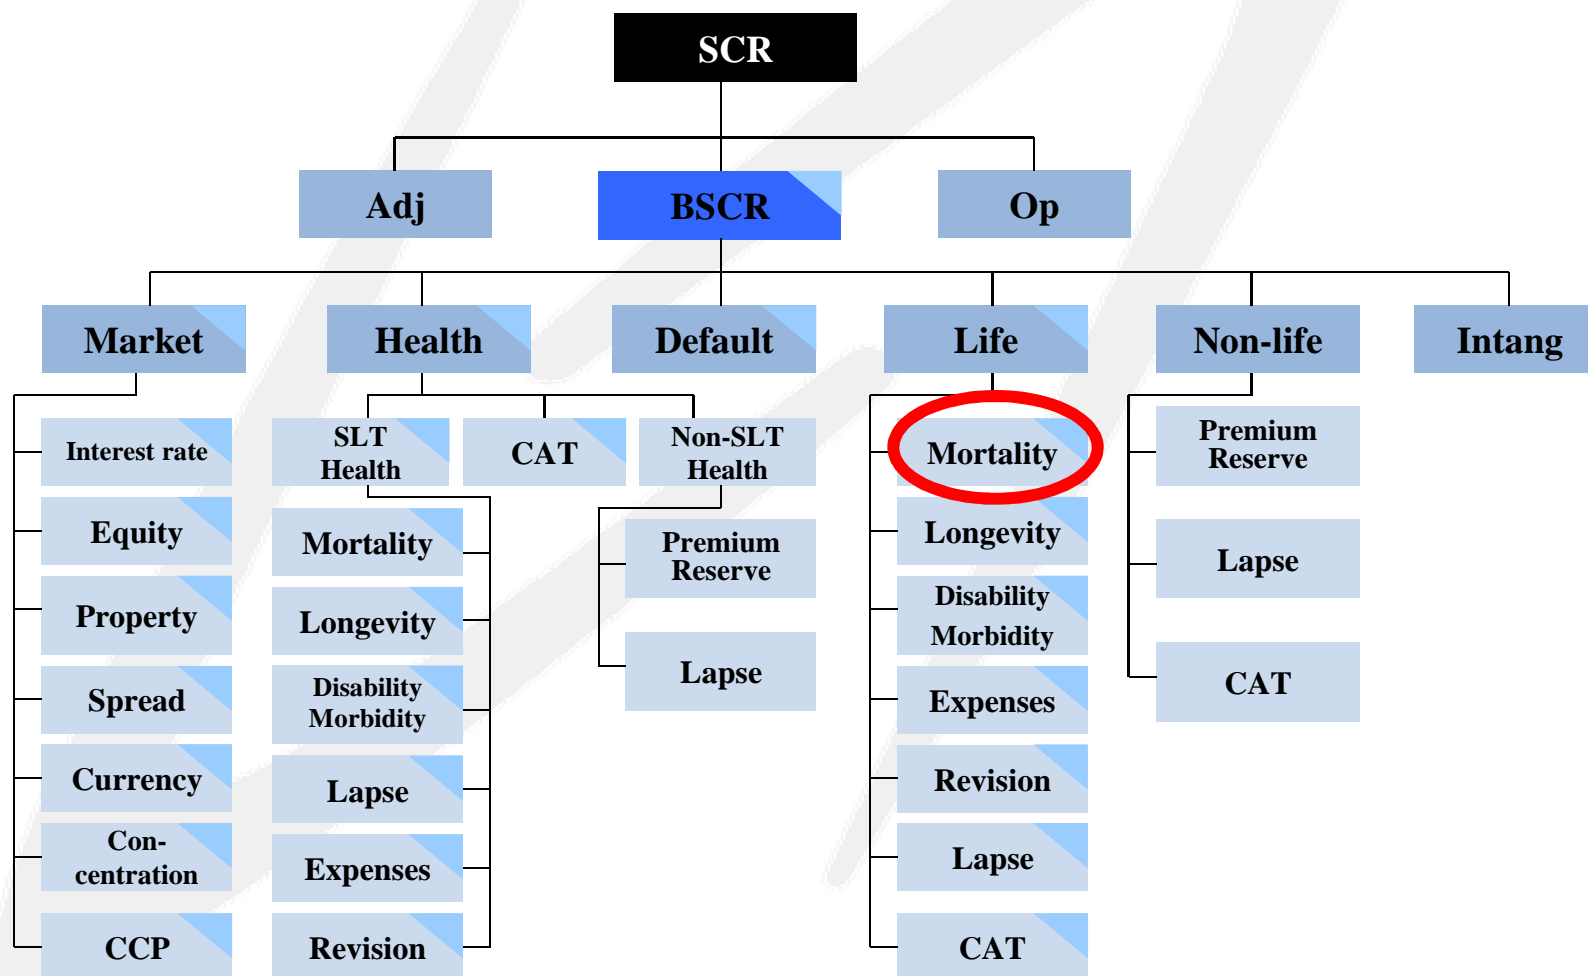 SCR
Adj
BSCR
Op
Market
Health
Default
Life
Non-life
Intang
Interest rate
Equity
Property
Spread
Currency
Con-
centration
CCP
SLT
Health
Mortality
Longevity
Disability
Morbidity
Lapse
Expenses
Revision
CAT
Non-SLT
Health
Premium
Reserve
Lapse
Mortality
Longevity
Disability
Morbidity
Expenses
Revision
Lapse
CAT
Premium
Reserve
Lapse
CAT